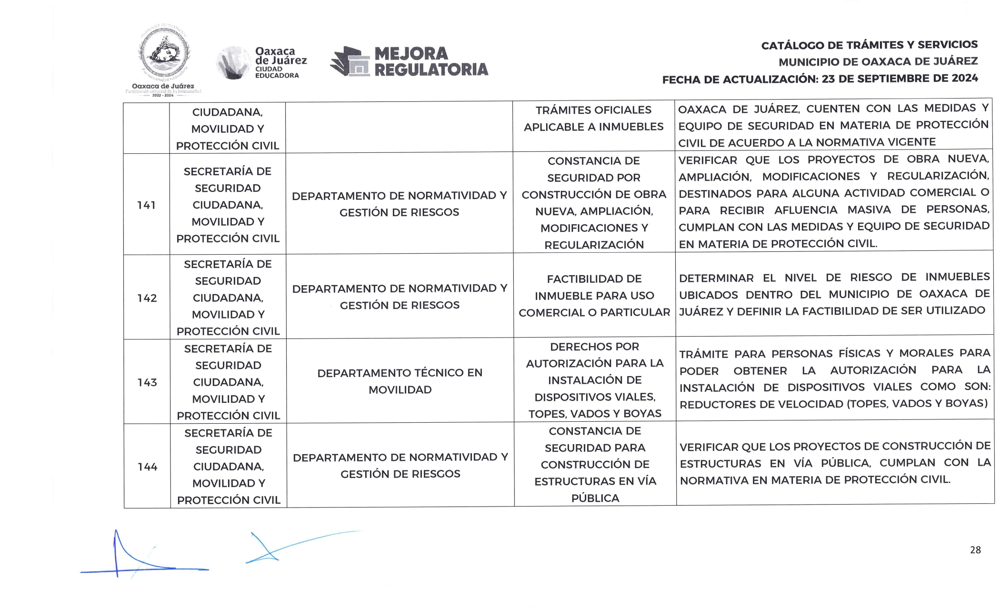 Oaxaca de Juárez
Patrimonio cultural de la humanidad
2022 - 2024
Oaxaca
de Juárez
CIUDAD
EDUCADORA
MEJORA
REGULATORIA
CATÁLOGO DE TRÁMITES Y SERVICIOS
MUNICIPIO DE OAXACA DE JUÁREZ
FECHA DE ACTUALIZACIÓN: 23 DE SEPTIEMBRE DE 2024
CIUDADANA,
MOVILIDAD Y
PROTECCIÓN CIVIL
TRÁMITES OFICIALES
APLICABLE A INMUEBLES
OAXACA DE JUÁREZ, CUENTEN CON LAS MEDIDAS Y
EQUIPO DE SEGURIDAD EN MATERIA DE PROTECCIÓN
CIVIL DE ACUERDO A LA NORMATIVA VIGENTE
141
SECRETARÍA DE
SEGURIDAD
CIUDADANA,
MOVILIDAD Y
PROTECCIÓN CIVIL
DEPARTAMENTO DE NORMATIVIDAD Y
GESTIÓN DE RIESGOS
CONSTANCIA DE
SEGURIDAD POR
CONSTRUCCIÓN DE OBRA
NUEVA, AMPLIACIÓN,
MODIFICACIONES Y
REGULARIZACIÓN
VERIFICAR QUE LOS PROYECTOS DE OBRA NUEVA,
AMPLIACIÓN, MODIFICACIONES Y REGULARIZACIÓN,
DESTINADOS PARA ALGUNA ACTIVIDAD COMERCIAL O
PARA RECIBIR AFLUENCIA MASIVA DE PERSONAS,
CUMPLAN CON LAS MEDIDAS Y EQUIPO DE SEGURIDAD
EN MATERIA DE PROTECCIÓN CIVIL.
142
SECRETARÍA DE
SEGURIDAD
CIUDADANA,
MOVILIDAD Y
PROTECCIÓN CIVIL
DEPARTAMENTO DE NORMATIVIDAD Y
GESTIÓN DE RIESGOS
FACTIBILIDAD DE
INMUEBLE PARA USO
COMERCIAL O PARTICULAR
DETERMINAR EL NIVEL DE RIESGO DE INMUEBLES
UBICADOS DENTRO DEL MUNICIPIO DE OAXACA DE
JUÁREZ Y DEFINIR LA FACTIBILIDAD DE SER UTILIZADO
143
SECRETARÍA DE
SEGURIDAD
CIUDADANA,
MOVILIDAD Y
PROTECCIÓN CIVIL
DEPARTAMENTO TÉCNICO EN
MOVILIDAD
DERECHOS POR
AUTORIZACIÓN PARA LA
INSTALACIÓN DE
DISPOSITIVOS VIALES,
TOPES, VADOS Y BOYAS
TRÁMITE PARA PERSONAS FÍSICAS Y MORALES PARA
PODER OBTENER LA AUTORIZACIÓN PARA LA
INSTALACIÓN DE DISPOSITIVOS VIALES COMO SON:
REDUCTORES DE VELOCIDAD (TOPES, VADOS Y BOYAS)
144
SECRETARÍA DE
SEGURIDAD
CIUDADANA,
MOVILIDAD Y
PROTECCIÓN CIVIL
DEPARTAMENTO DE NORMATIVIDAD Y
GESTIÓN DE RIESGOS
CONSTANCIA DE
SEGURIDAD PARA
CONSTRUCCIÓN DE
ESTRUCTURAS EN VÍA
PÚBLICA
VERIFICAR QUE LOS PROYECTOS DE CONSTRUCCIÓN DE
ESTRUCTURAS EN VÍA PÚBLICA, CUMPLAN CON LA
NORMATIVA EN MATERIA DE PROTECCIÓN CIVIL.
28